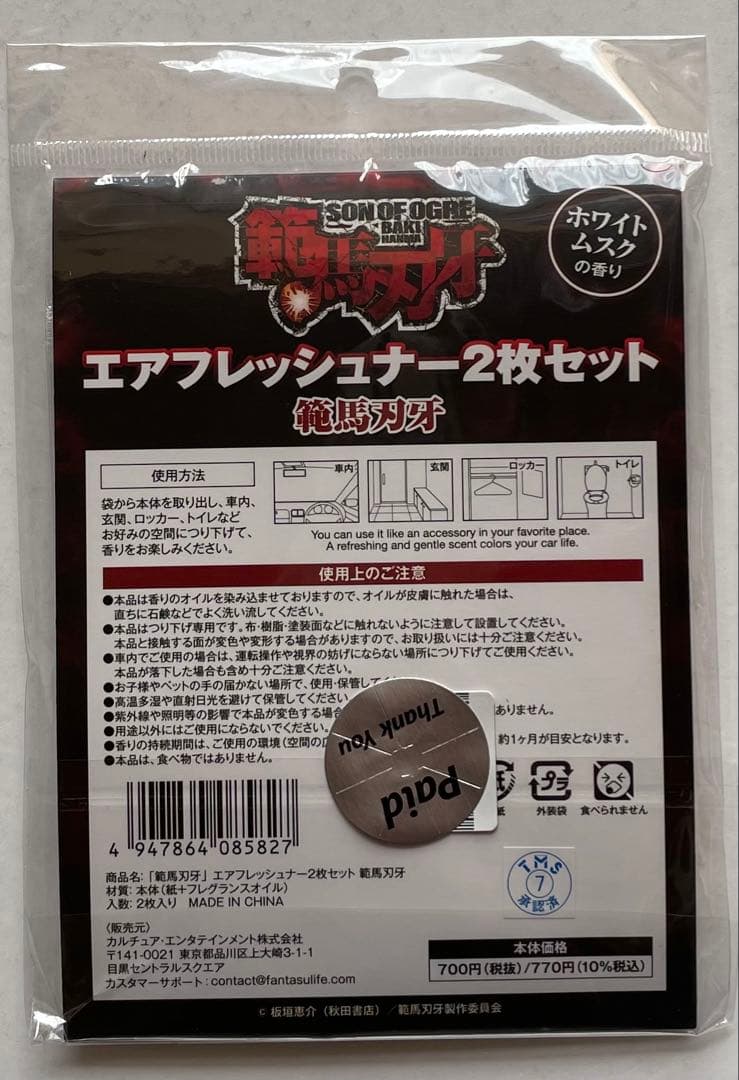 SON OF OGRE
BAKI
HANMA
範馬刃牙
ホワイト
ムスク
の香り
エアフレッシュナー2枚セット
範馬刃牙
使用方法
袋から本体を取り出し、車内、
玄関、ロッカー、トイレなど
お好みの空間につり下げて、
香りをお楽しみください。
車内
玄関
ロッカー
トイレ
You can use it like an accessory in your favorite place.
A refreshing and gentle scent colors your car life.
使用上のご注意
●本品は香りのオイルを染み込ませておりますので、オイルが皮膚に触れた場合は、
直ちに石鹸などでよく洗い流してください。
●本品はつり下げ専用です。布・樹脂・塗装面などに触れないように注意して設置してください。
本品と接触する面が変色や変形する場合がありますので、お取り扱いには十分ご注意ください。
●車内でご使用の場合は、運転操作や視界の妨げにならない場所につり下げてご使用ください。
本品が落下した場合も含め十分ご注意ください。
●お子様やペットの手の届かない場所で、使用・保管して
●高温多湿や直射日光を避けて保管してください
●紫外線や照明等の影響で本品が変色する場合 ありません。
●用途以外にはご使用にならないでください。
●香りの持続期間は、ご使用の環境(空間の広 約1ヶ月が目安となります。
●本品は、食べ物ではありません。
Thank You
Paid
紙
プラ
外装袋
食べられません
4 947864 085827
商品名:「範馬刃牙」エアフレッシュナー2枚セット 範馬刃牙
材質:本体(紙+フレグランスオイル)
入数:2枚入り MADE IN CHINA
TMS
7
承認済
〈販売元〉
カルチュア・エンタテインメント株式会社
〒141-0021 東京都品川区上大崎3-1-1
目黒セントラルスクエア
カスタマーサポート:contact@fantasulife.com
本体価格
700円(税抜)/770円(10%税込)
© 板垣恵介(秋田書店)/範馬刃牙製作委員会